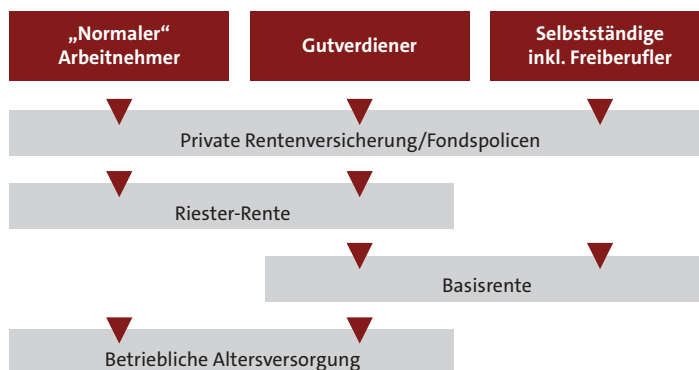 „Normaler“
Arbeitnehmer
Gutverdiener
Selbstständige
inkl. Freiberufler
Private Rentenversicherung/Fondspolicen
Riester-Rente
Basisrente
Betriebliche Altersversorgung